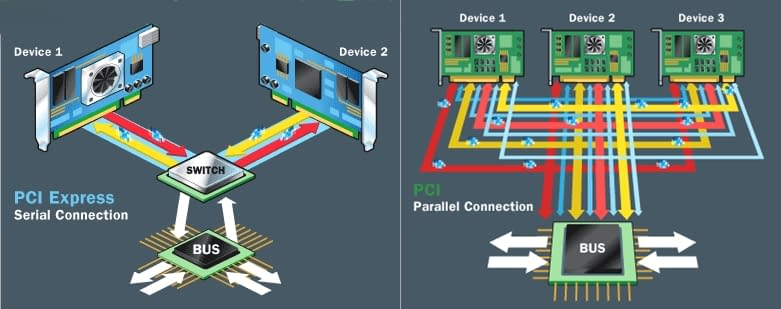 Device 1
Device 2
SWITCH
PCI Express
Serial Connection
BUS
Device 1
Device 2
Device 3
PCI
Parallel Connection
BUS